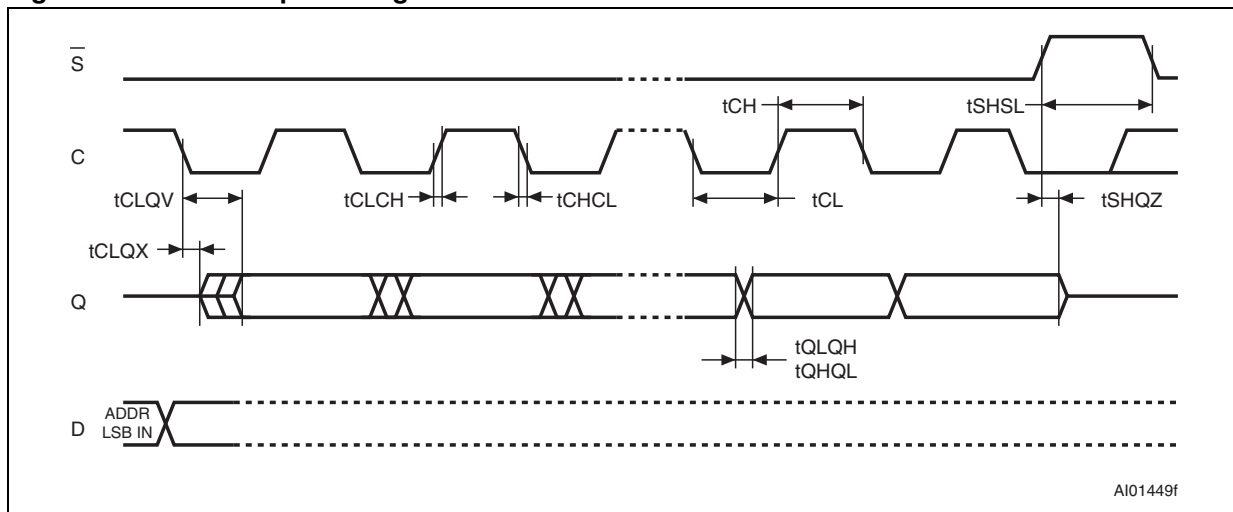 S
tCH
tSHSL
C
tCLQV
tCLCH
tCHCL
tCL
tSHQZ
tCLQX
Q
tQLQH
tQHQL
ADDR
D
LSB IN
AI01449f